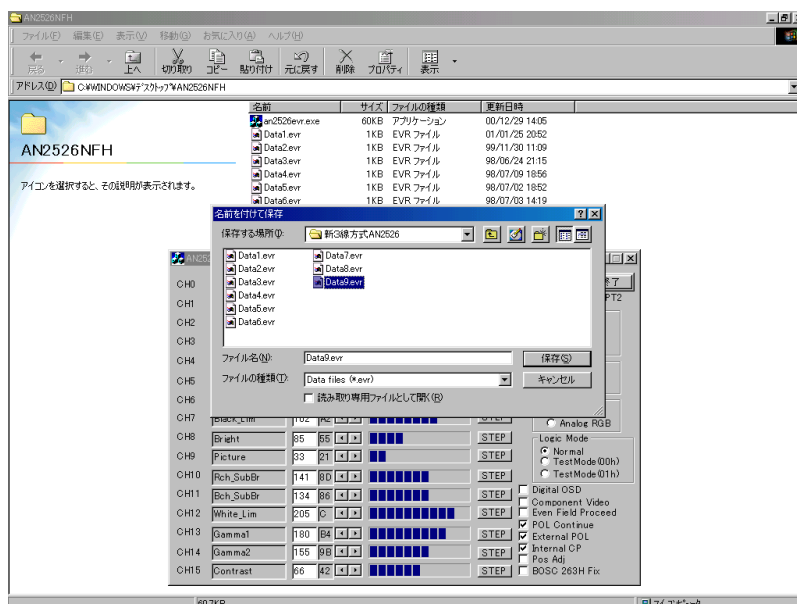 AN2526NFH
ファイル(F) 編集(E) 表示(V) 移動(G) お気に入り(A) ヘルプ(H)
戻る 進む 上へ 切り取り コピー 貼り付け 元に戻す 削除 プロパティ 表示
アドレス(D) C:¥WINDOWS¥デスクトップ¥AN2526NFH
名前 サイズ ファイルの種類 更新日時
an2526evr.exe 60KB アプリケーション 00/12/29 14:05
Data1.evr 1KB EVR ファイル 01/01/25 20:52
Data2.evr 1KB EVR ファイル 99/11/30 11:09
Data3.evr 1KB EVR ファイル 98/06/24 21:15
Data4.evr 1KB EVR ファイル 98/07/09 18:56
Data5.evr 1KB EVR ファイル 98/07/02 18:52
Data6.evr 1KB EVR ファイル 98/07/03 14:19
AN2526NFH
アイコンを選択すると、その説明が表示されます。
名前を付けて保存
保存する場所(I): 新3線方式AN2526
Data1.evr Data7.evr
Data2.evr Data8.evr
Data3.evr Data9.evr
Data4.evr
Data5.evr
Data6.evr
ファイル名(N): Data9.evr 保存(S)
ファイルの種類(T): Data files (*.evr) キャンセル
読み取り専用ファイルとして開く(R)
CH0
CH1 PT2
CH2
CH3
CH4
CH5
CH6
CH7 Black_Lim 162 A2 STEP Analog RGB
CH8 Bright 85 55 STEP
CH9 Picture 33 21 STEP
CH10 Rch_SubBr 141 8D STEP
CH11 Bch_SubBr 134 86 STEP
CH12 White_Lim 205 C STEP
CH13 Gamma1 180 B4 STEP
CH14 Gamma2 155 9B STEP
CH15 Contrast 66 42 STEP
Logic Mode
Normal
TestMode(00h)
TestMode(01h)
Digital OSD
Component Video
Even Field Proceed
POL Continue
External POL
Internal CP
Pos Adj
BOSC 263H Fix
60.7KB マイ コンピュータ